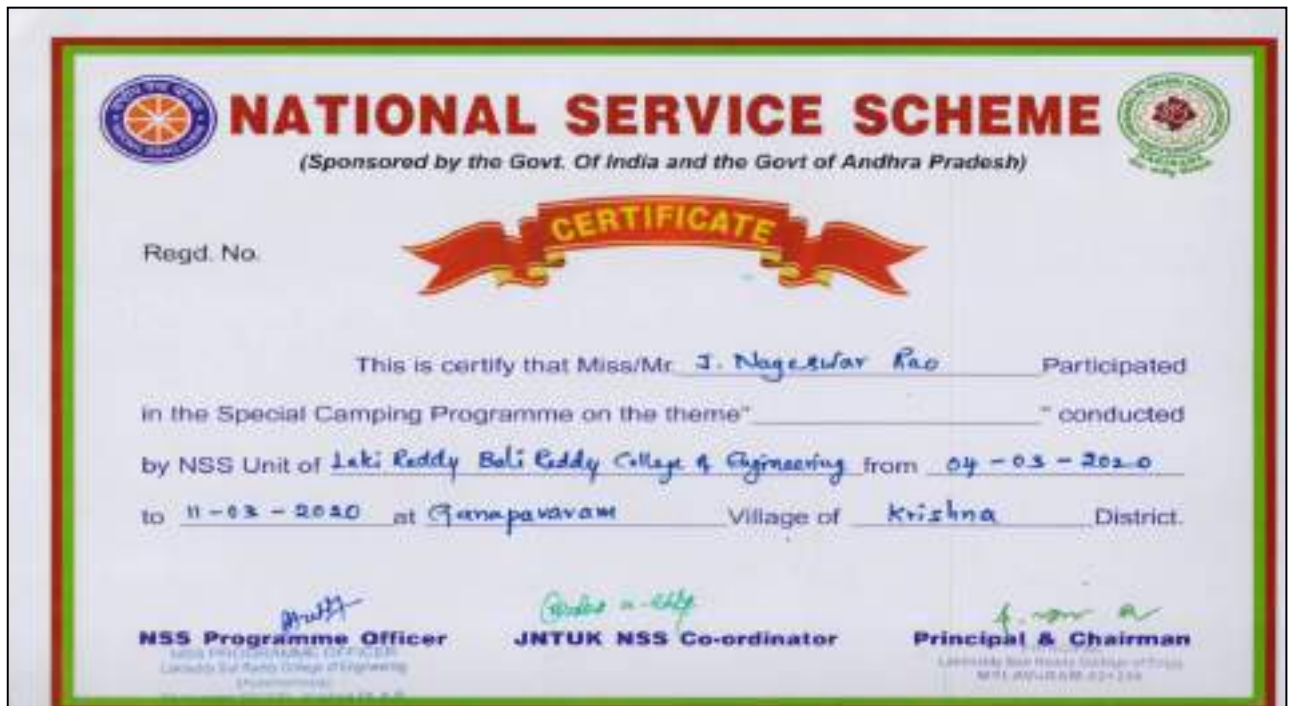 NATIONAL SERVICE SCHEME
(Sponsored by the Govt. Of India and the Govt of Andhra Pradesh)
CERTIFICATE
Regd. No.
This is certify that Miss/Mr. J. Nageswar Rao Participated
in the Special Camping Programme on the theme" " conducted
by NSS Unit of Laki Reddy Bali Reddy College of Engineering from 04-03-2020
to 11-03-2020 at Ganapavaram Village of Krishna District.
NSS Programme Officer JNTUK NSS Co-ordinator Principal & Chairman
NSS PROGRAMME OFFICER